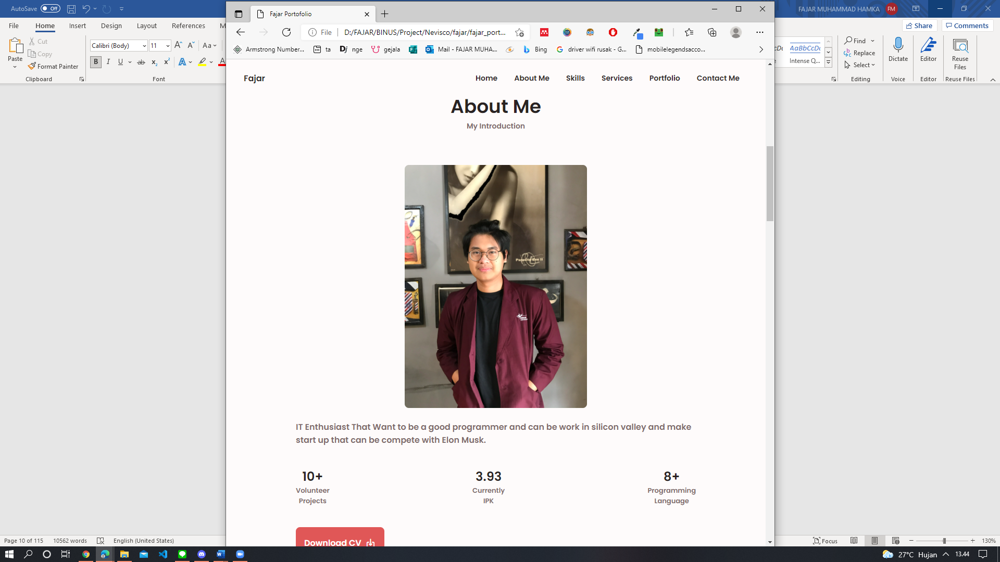 AutoSave Off
FAJAR MUHAMMAD HAMKA FM
File Home Insert Design Layout References M
Share Comments
Paste
Cut
Copy
Format Painter
Clipboard
Calibri (Body) 11
Aa
B I U ab x2 x2 A A
Font
AaBbCcDc
Intense Q...
Find
Replace
Select
Editing
Dictate
Voice
Editor
Editor
Reuse
Files
Reuse Files
Fajar Portofolio
File D:/FAJAR/BINUS/Project/Nevisco/fajar/fajar_port...
Armstrong Number... ta nge gejala Mail - FAJAR MUHA... Bing driver wifi rusak - G... mobilelegendsacco...
Fajar
Home About Me Skills Services Portfolio Contact Me
About Me
My Introduction
Parasite Eve II
IT Enthusiast That Want to be a good programmer and can be work in silicon valley and make
start up that can be compete with Elon Musk.
10+
Volunteer
Projects
3.93
Currently
IPK
8+
Programming
Language
Download CV
Page 10 of 115 10562 words English (United States)
Focus 130%
27°C Hujan 13.44